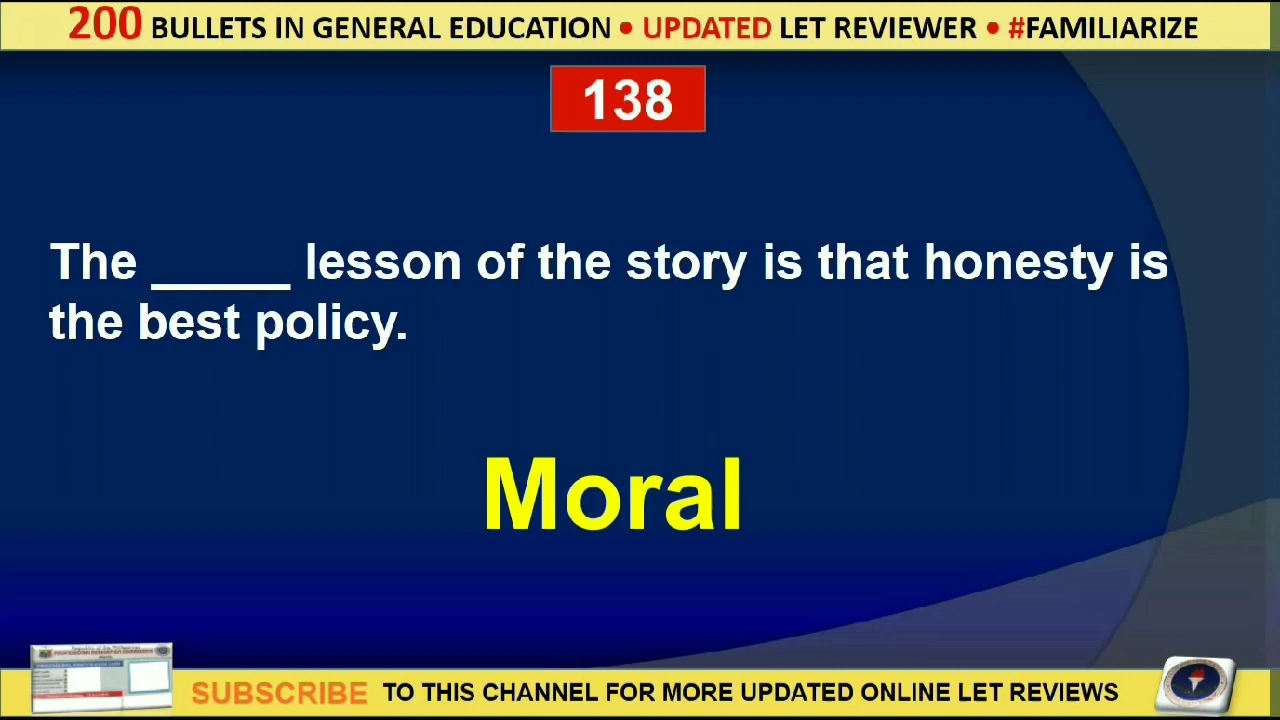 200 BULLETS IN GENERAL EDUCATION • UPDATED LET REVIEWER • #FAMILIARIZE
138
The _____ lesson of the story is that honesty is
the best policy.
Moral
SUBSCRIBE TO THIS CHANNEL FOR MORE UPDATED ONLINE LET REVIEWS